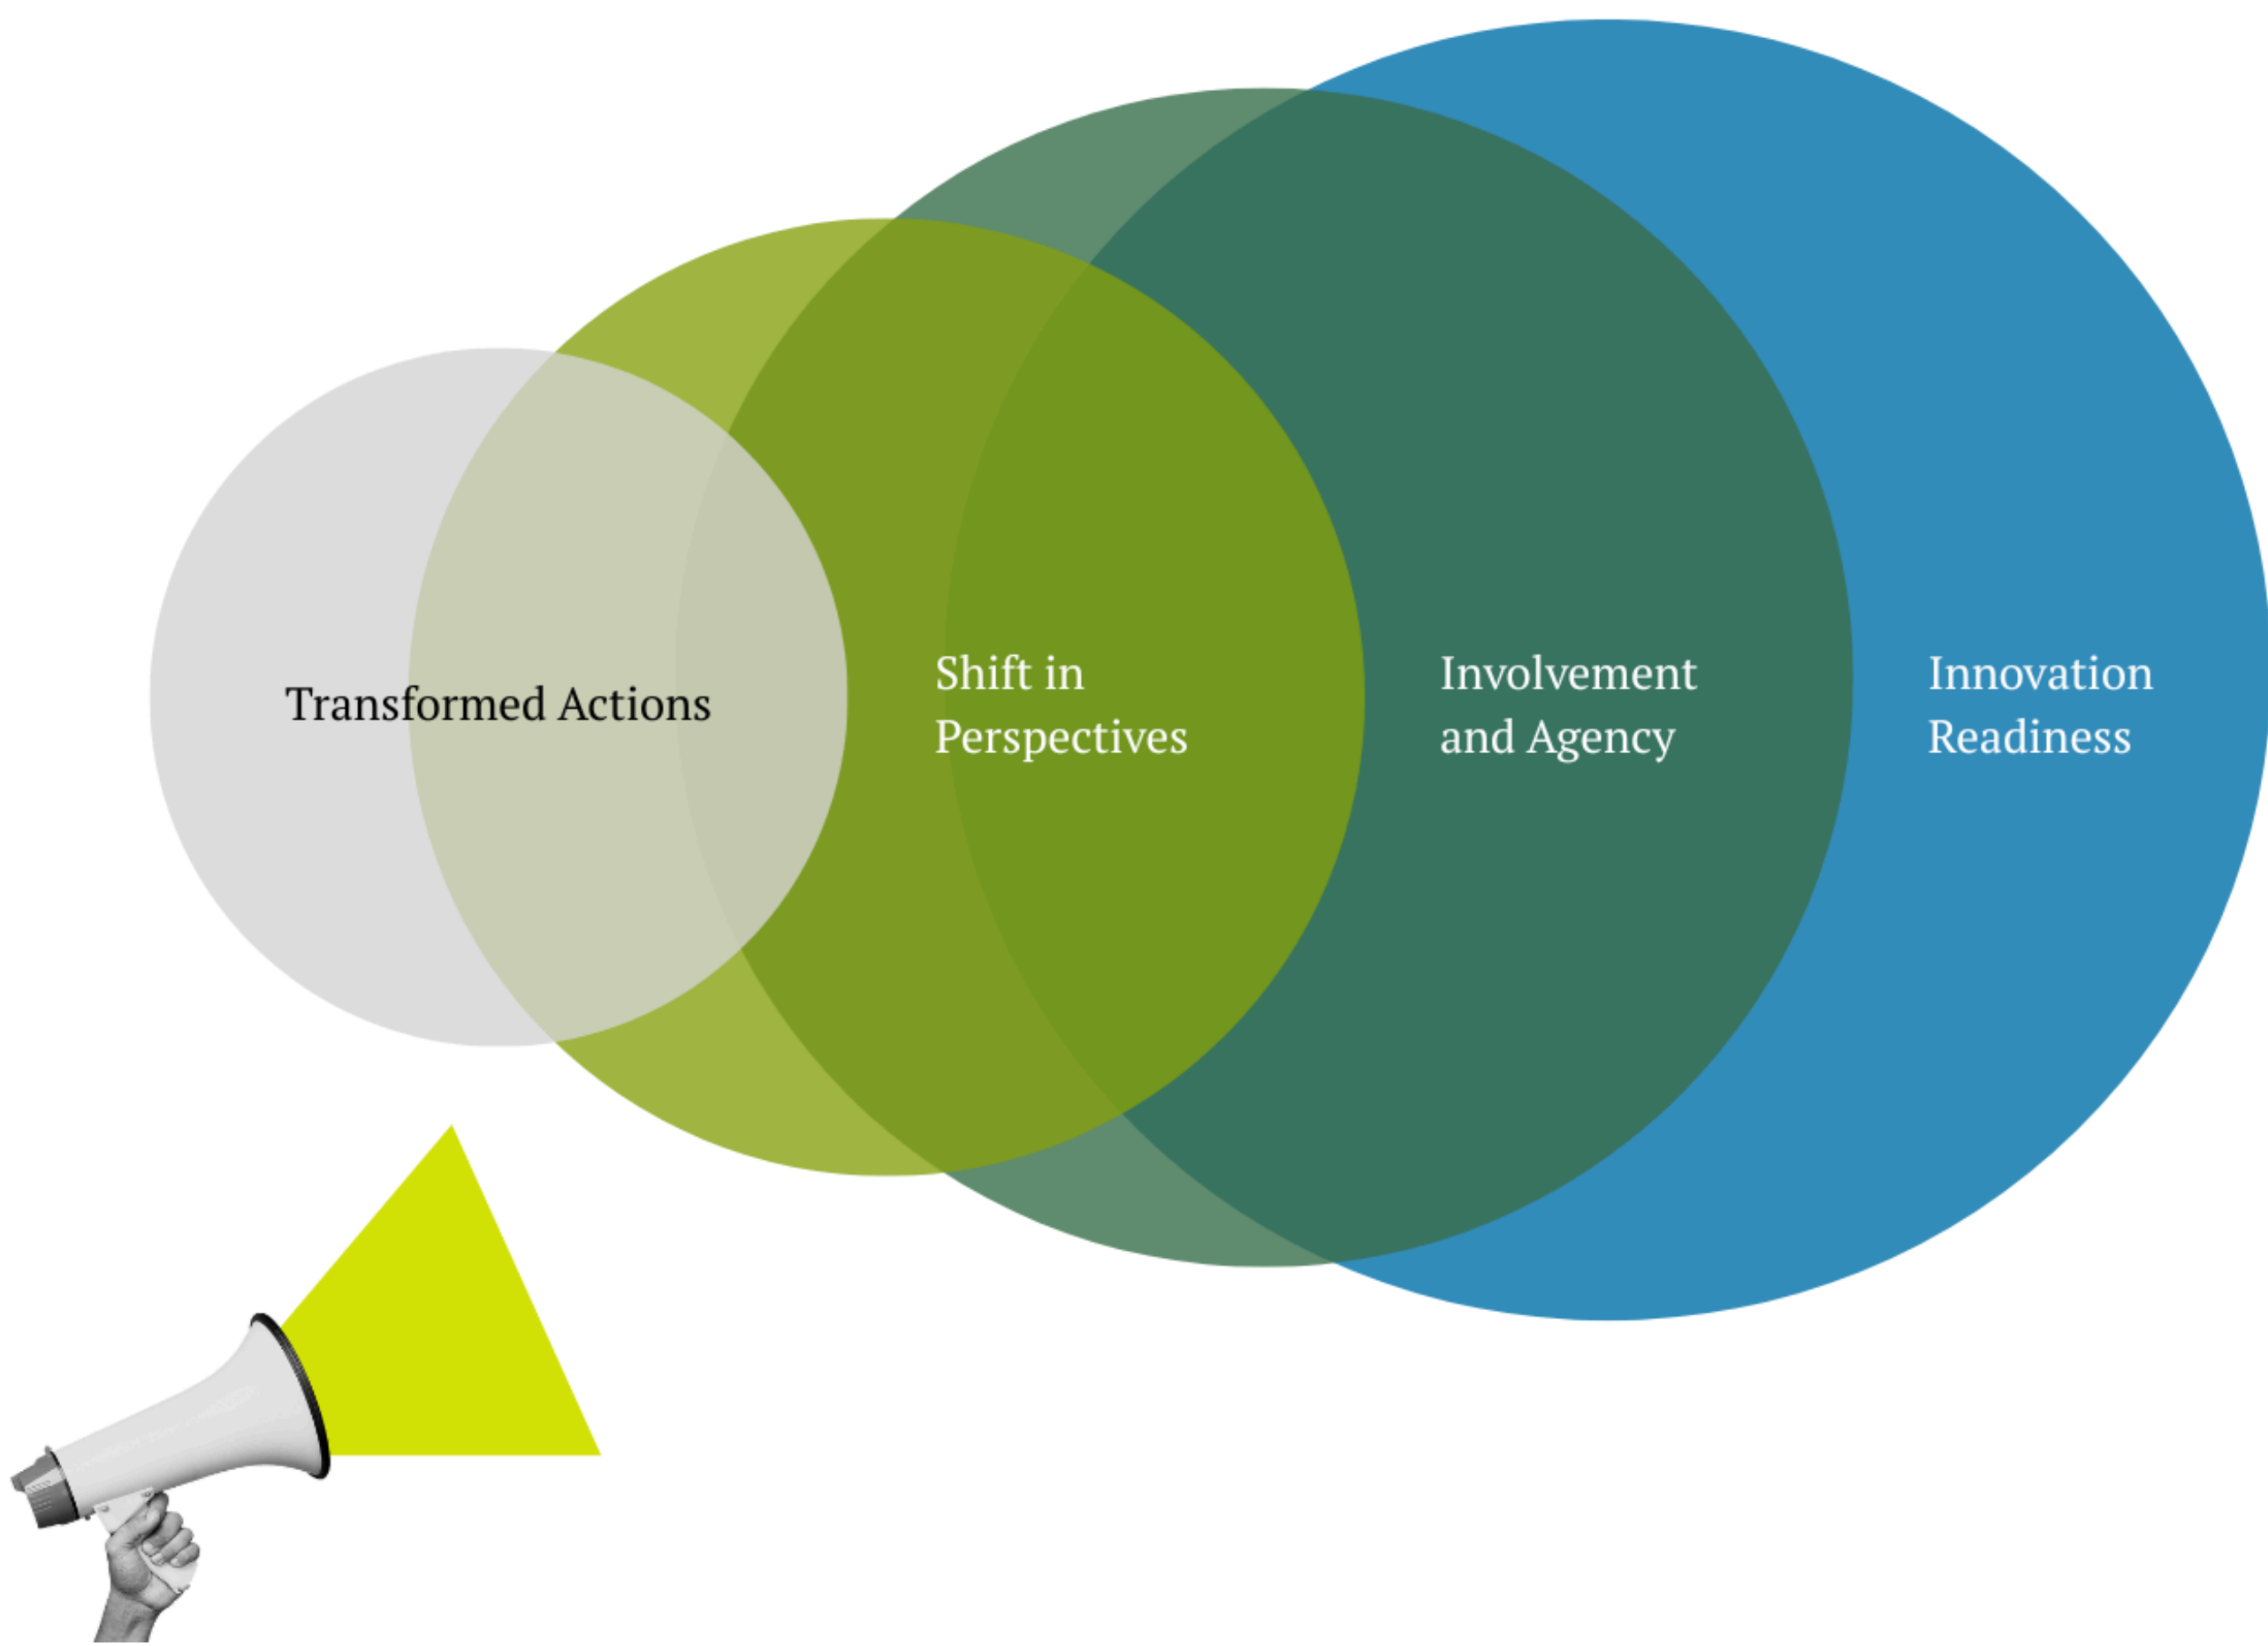 Transformed Actions
Shift in
Perspectives
Involvement
and Agency
Innovation
Readiness